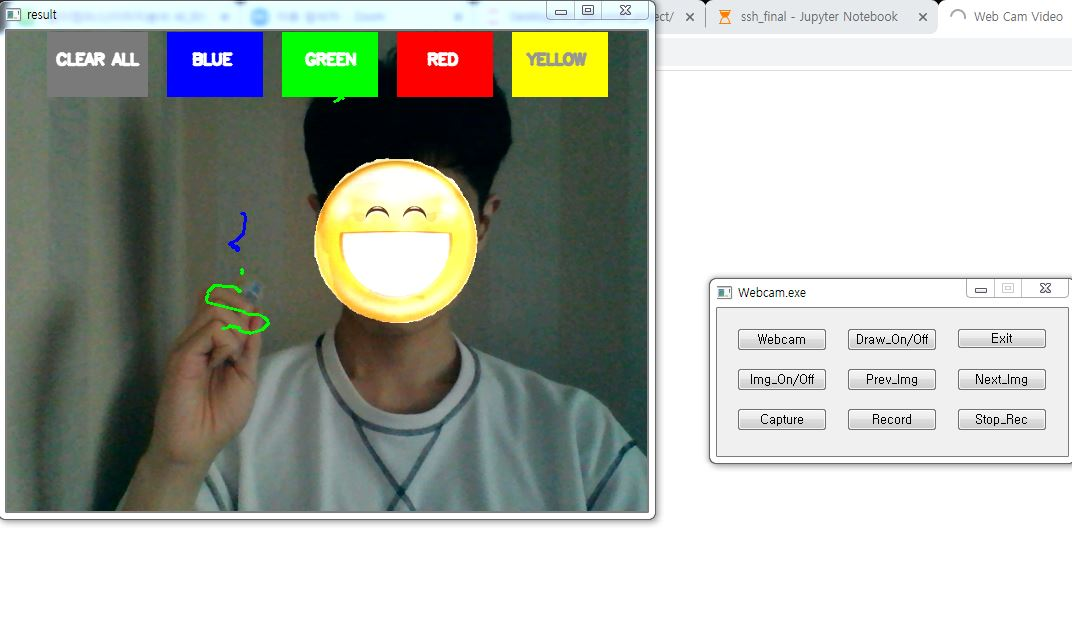 result
ect/
ssh_final - Jupyter Notebook
Web Cam Video
CLEAR ALL
BLUE
GREEN
RED
YELLOW
Webcam.exe
Webcam
Draw_On/Off
Exit
Img_On/Off
Prev_Img
Next_Img
Capture
Record
Stop_Rec